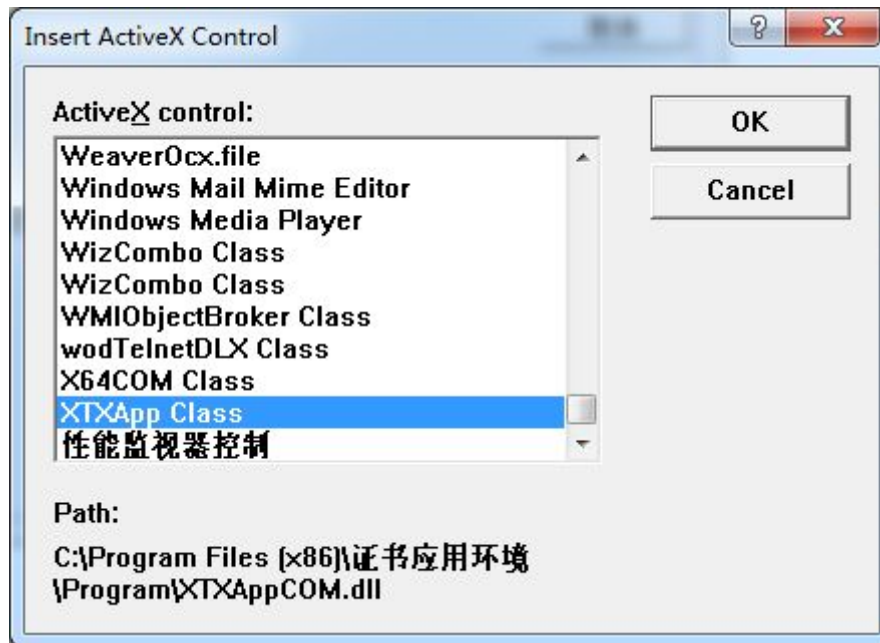 Insert ActiveX Control
ActiveX control:
WeaverOcx.file
Windows Mail Mime Editor
Windows Media Player
WizCombo Class
WizCombo Class
WMIObjectBroker Class
wodTelnetDLX Class
X64COM Class
XTXApp Class
性能监视器控制
OK
Cancel
Path:
C:\Program Files (x86)\证书应用环境
\Program\XTXAppCOM.dll